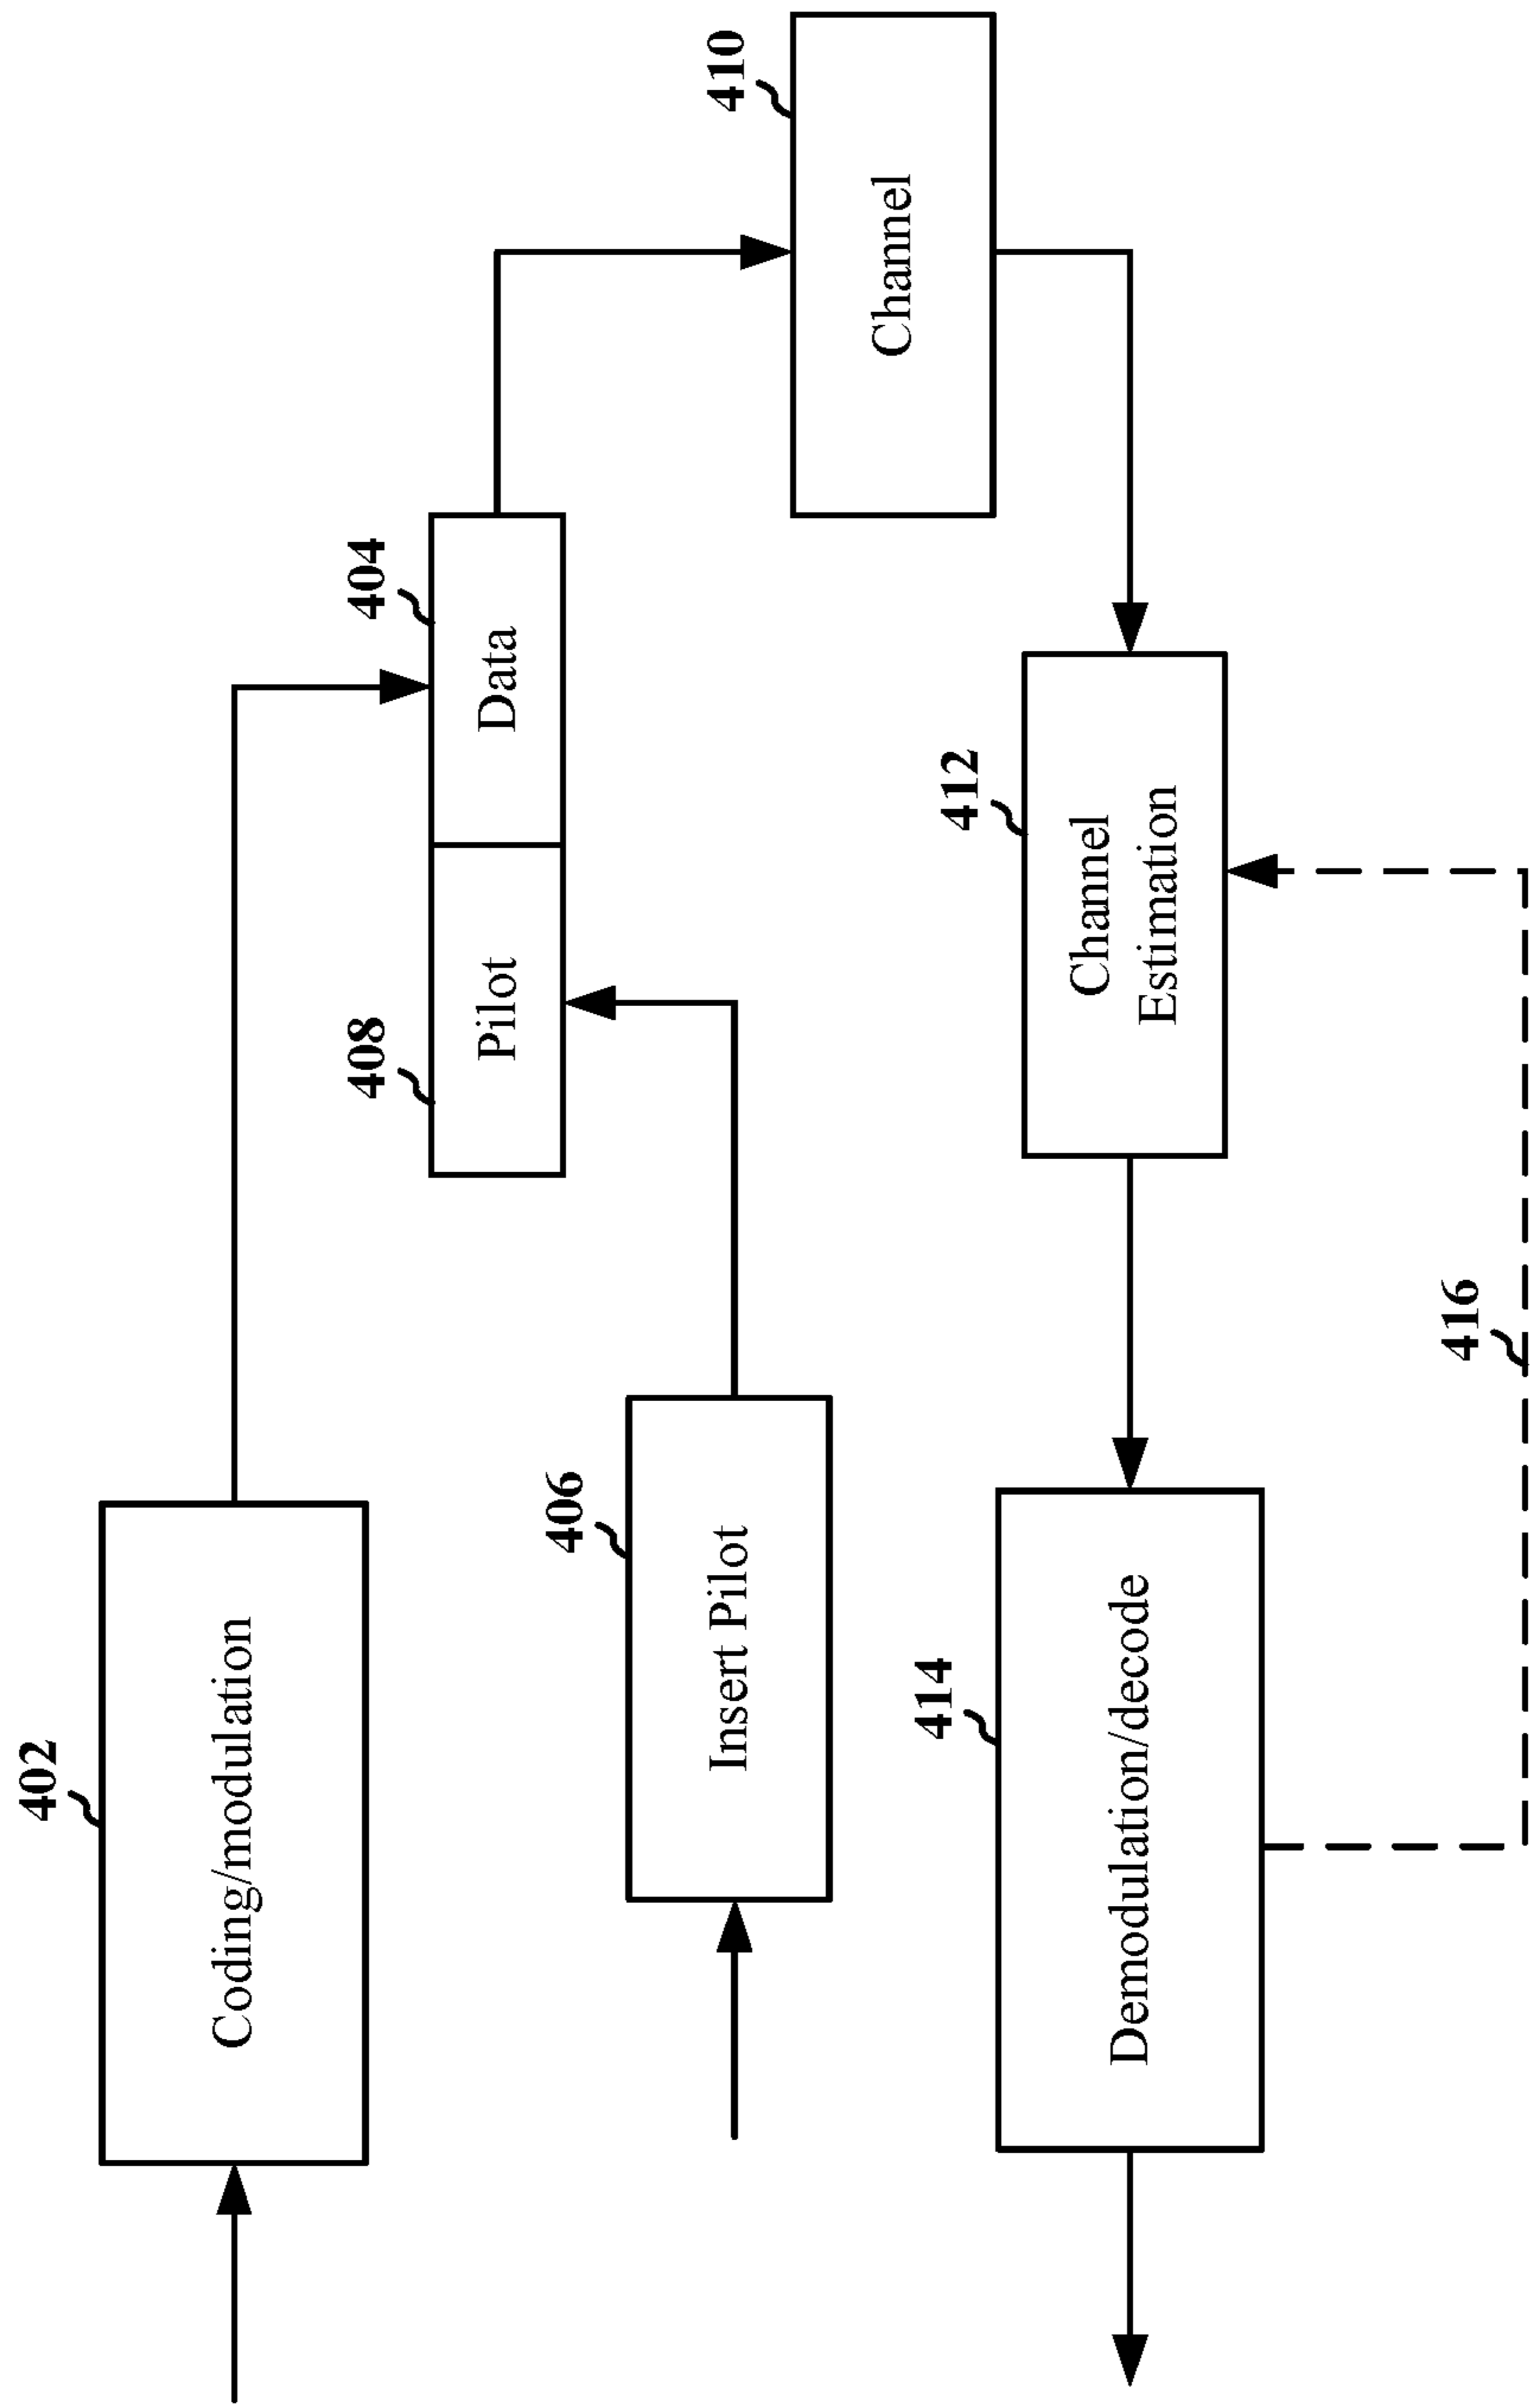 402
Coding/modulation
408
404
Pilot
Data
406
Insert Pilot
410
Channel
412
Channel
Estimation
414
Demodulation/decode
416